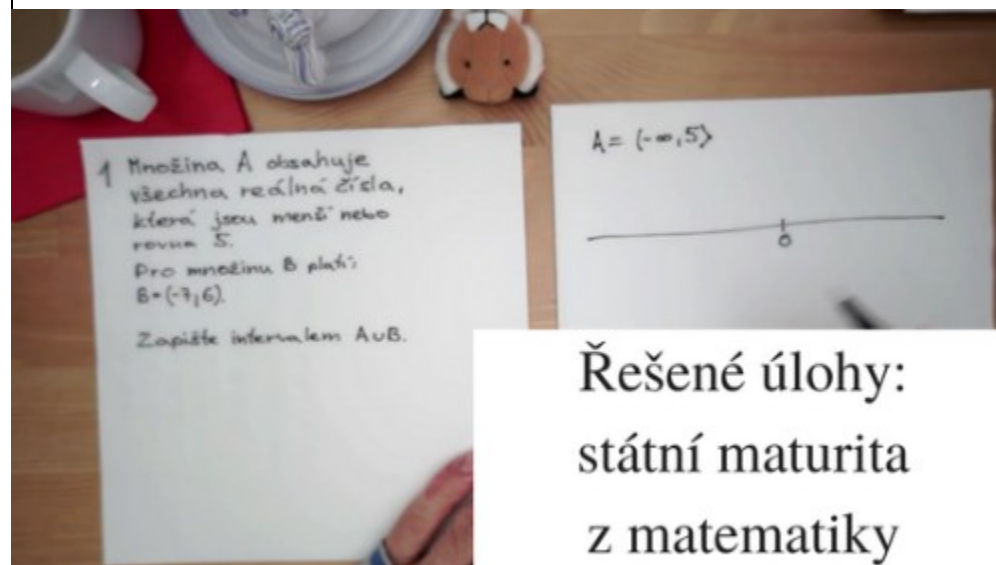 1 Množina A obsahuje
všechna reálná čísla,
která jsou menší nebo
rovna 5.
Pro množinu B platí:
B=(-7;6).
Zapište intervalem A∪B.
A = (-∞,5⟩
0
Řešené úlohy:
státní maturita
z matematiky